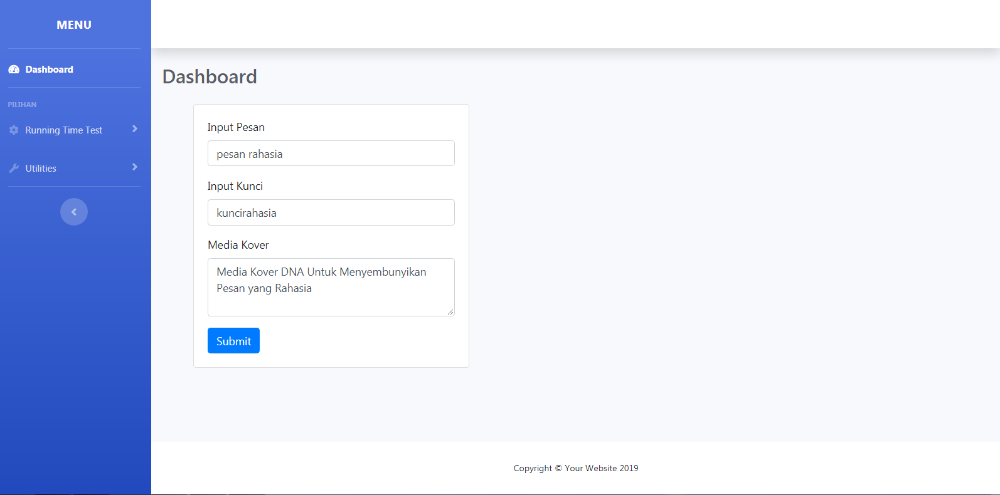 MENU
Dashboard
PILIHAN
Running Time Test
Utilities
Dashboard
Input Pesan
pesan rahasia
Input Kunci
kuncirahasia
Media Kover
Media Kover DNA Untuk Menyembunyikan
Pesan yang Rahasia
Submit
Copyright © Your Website 2019